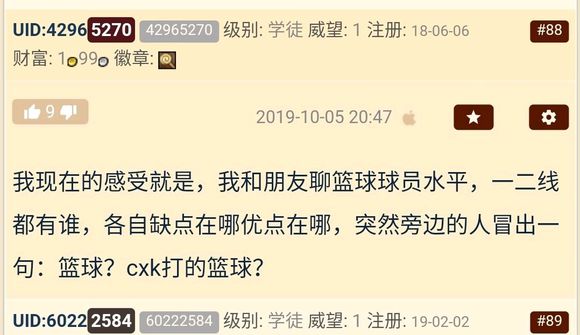 UID:42965270 42965270 级别: 学徒 威望: 1 注册: 18-06-06 #88
财富: 1 99 徽章:
9
2019-10-05 20:47
我现在的感受就是，我和朋友聊篮球球员水平，一二线
都有谁，各自缺点在哪优点在哪，突然旁边的人冒出一
句：篮球？cxk打的篮球？
UID:60222584 60222584 级别: 学徒 威望: 1 注册: 19-02-02 #89